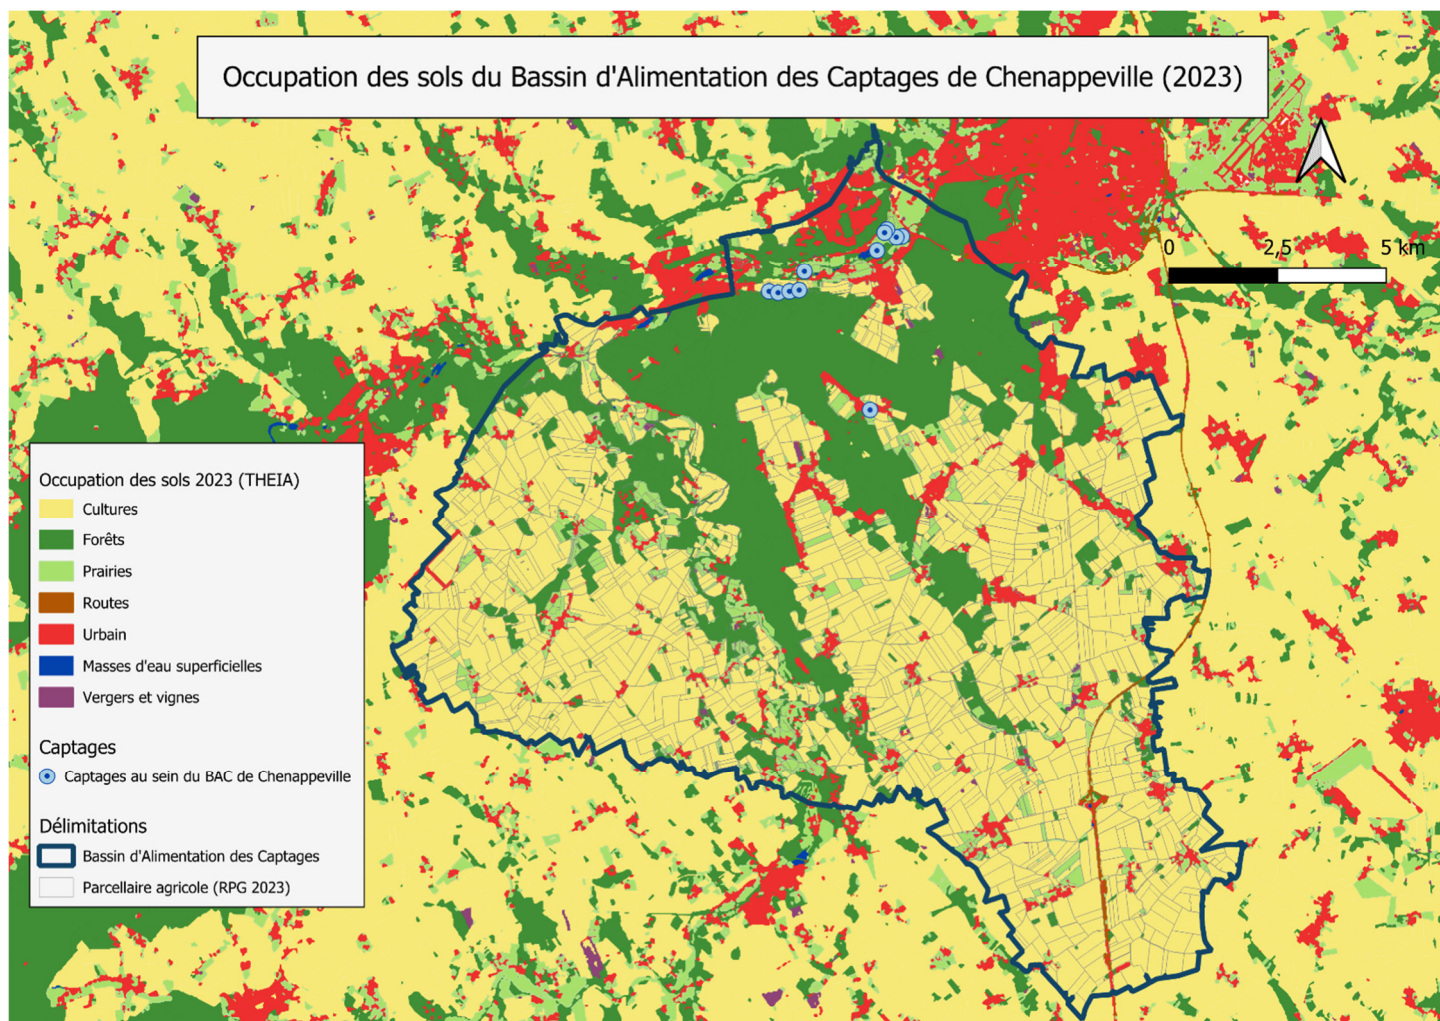 Occupation des sols du Bassin d'Alimentation des Captages de Chenappeville (2023)
0 2,5 5 km
Occupation des sols 2023 (THEIA)
Cultures
Forêts
Prairies
Routes
Urbain
Masses d'eau superficielles
Vergers et vignes
Captages
Captages au sein du BAC de Chenappeville
Délimitations
Bassin d'Alimentation des Captages
Parcellaire agricole (RPG 2023)